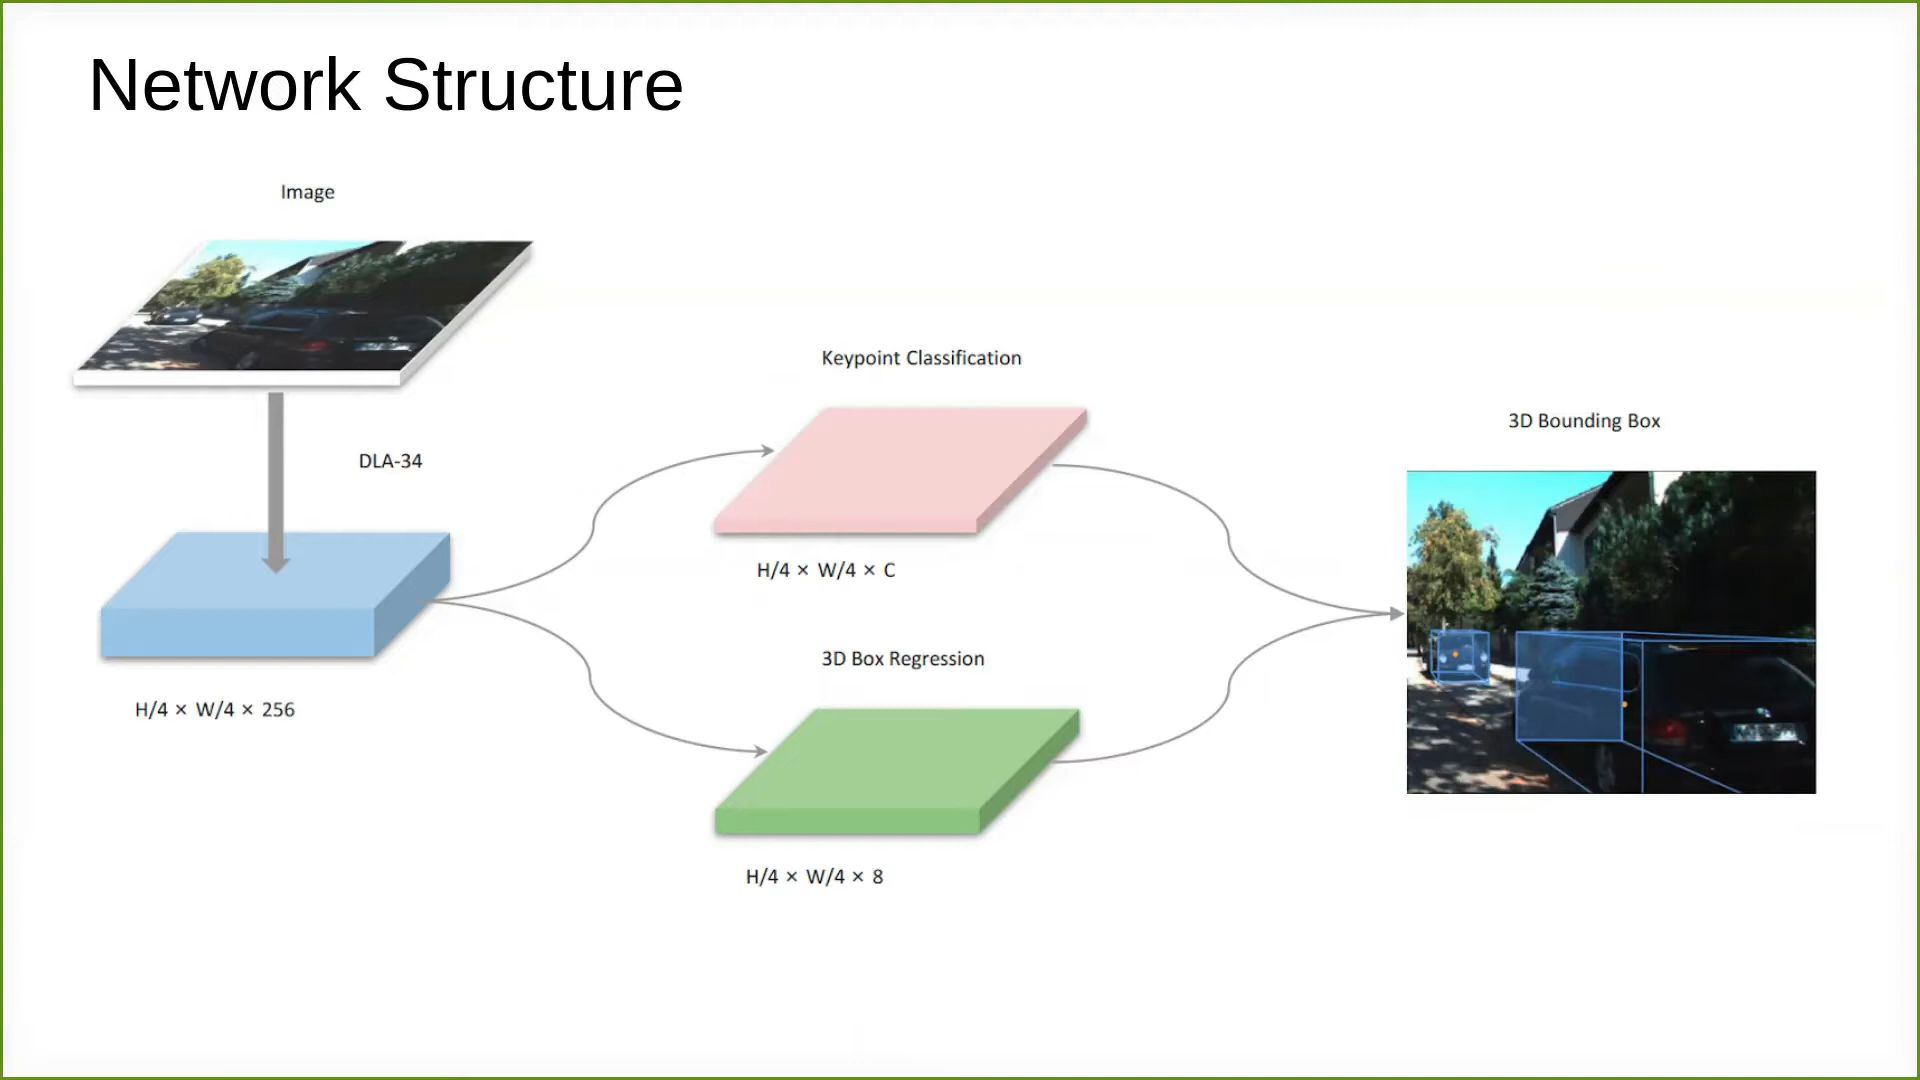 Network Structure
Image
DLA-34
H/4 × W/4 × 256
Keypoint Classification
H/4 × W/4 × C
3D Box Regression
H/4 × W/4 × 8
3D Bounding Box